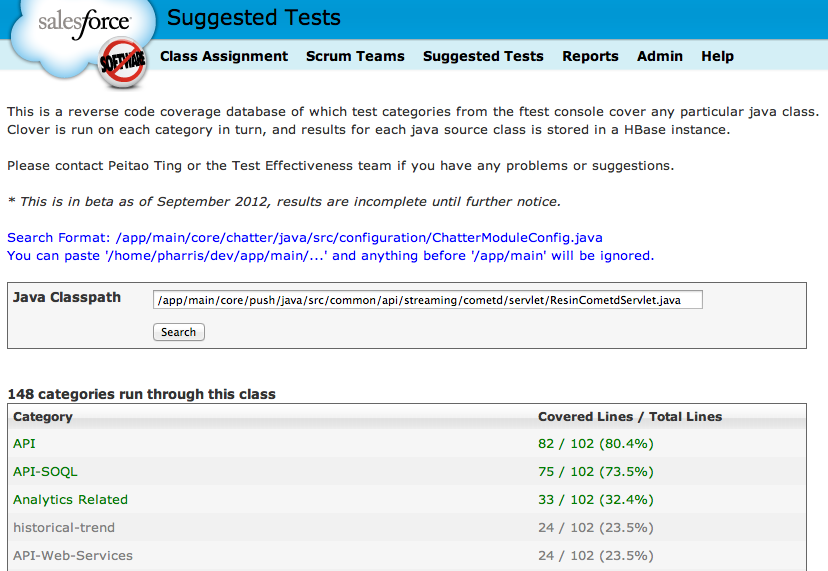 salesforce
SOFTWARE
Suggested Tests
Class Assignment Scrum Teams Suggested Tests Reports Admin Help
This is a reverse code coverage database of which test categories from the ftest console cover any particular java class.
Clover is run on each category in turn, and results for each java source class is stored in a HBase instance.
Please contact Peitao Ting or the Test Effectiveness team if you have any problems or suggestions.
* This is in beta as of September 2012, results are incomplete until further notice.
Search Format: /app/main/core/chatter/java/src/configuration/ChatterModuleConfig.java
You can paste '/home/pharris/dev/app/main/...' and anything before '/app/main' will be ignored.
Java Classpath /app/main/core/push/java/src/common/api/streaming/cometd/servlet/ResinCometdServlet.java
Search
148 categories run through this class
Category Covered Lines / Total Lines
API 82 / 102 (80.4%)
API-SOQL 75 / 102 (73.5%)
Analytics Related 33 / 102 (32.4%)
historical-trend 24 / 102 (23.5%)
API-Web-Services 24 / 102 (23.5%)